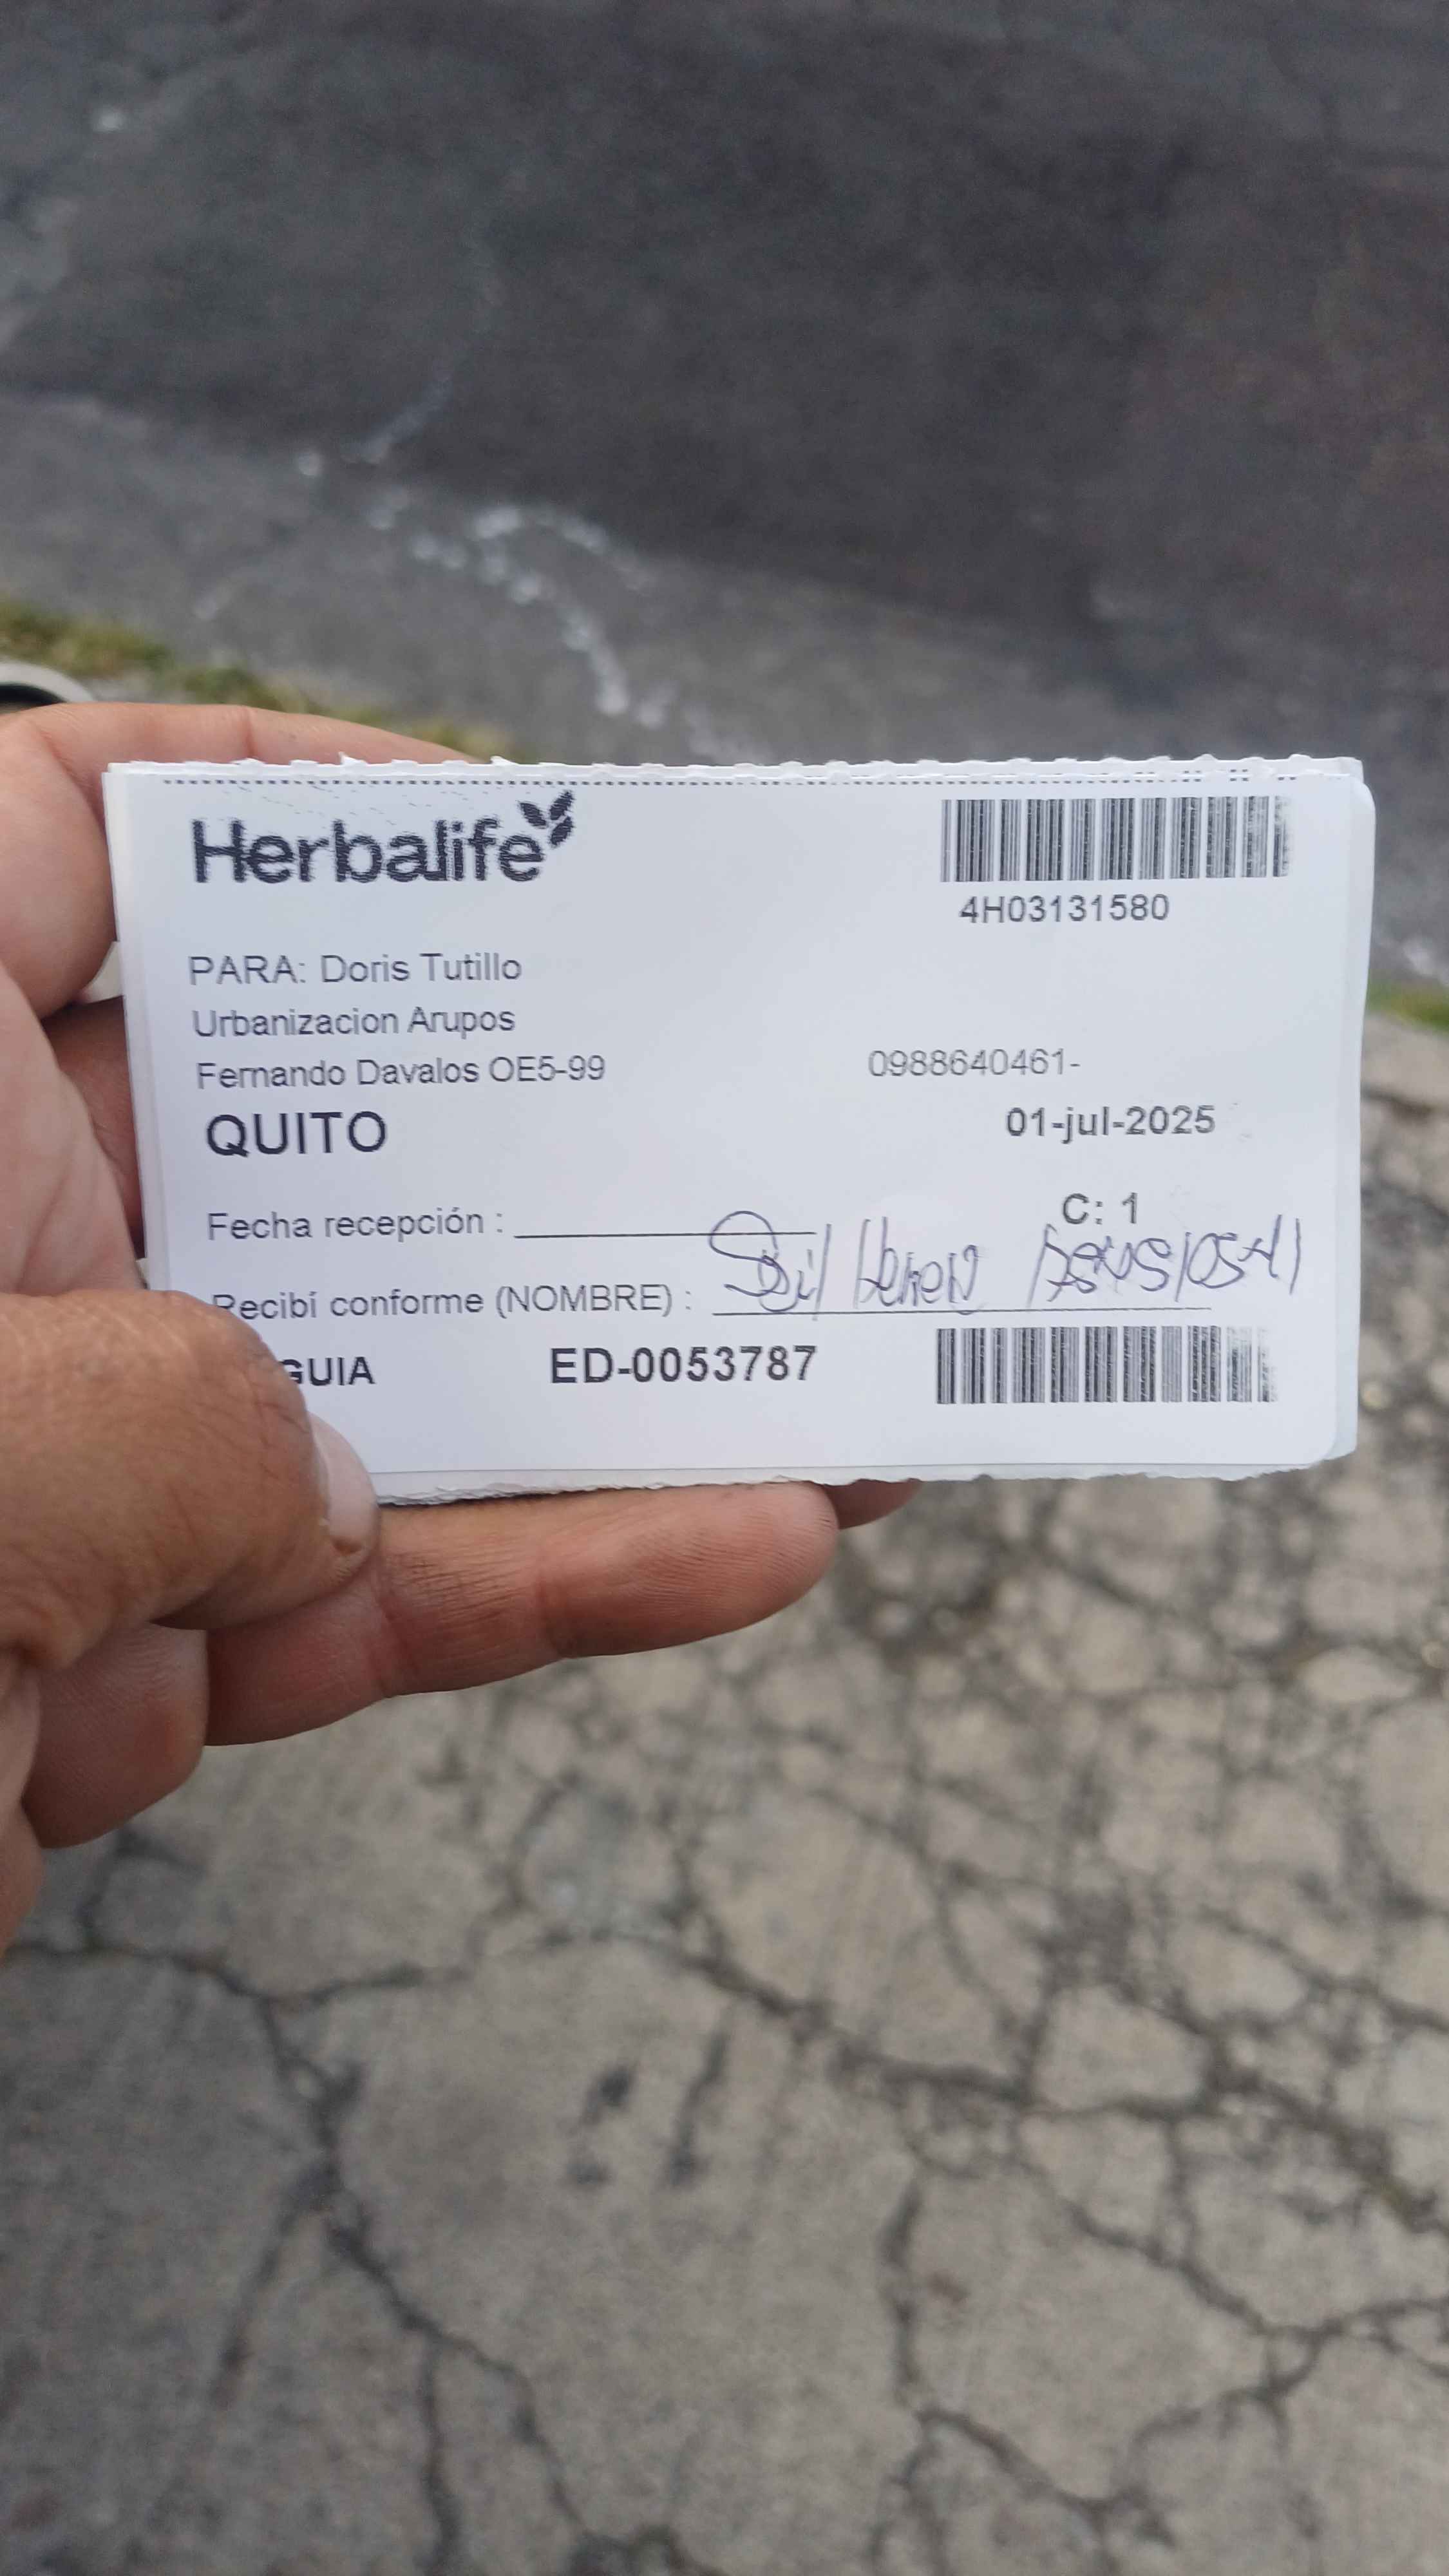 Herbalife
4H03131580
PARA: Doris Tutillo
Urbanizacion Arupos
Fernando Davalos OE5-99 0988640461-
QUITO 01-jul-2025
C: 1
Fecha recepción :
Recibí conforme (NOMBRE) :
GUIA ED-0053787